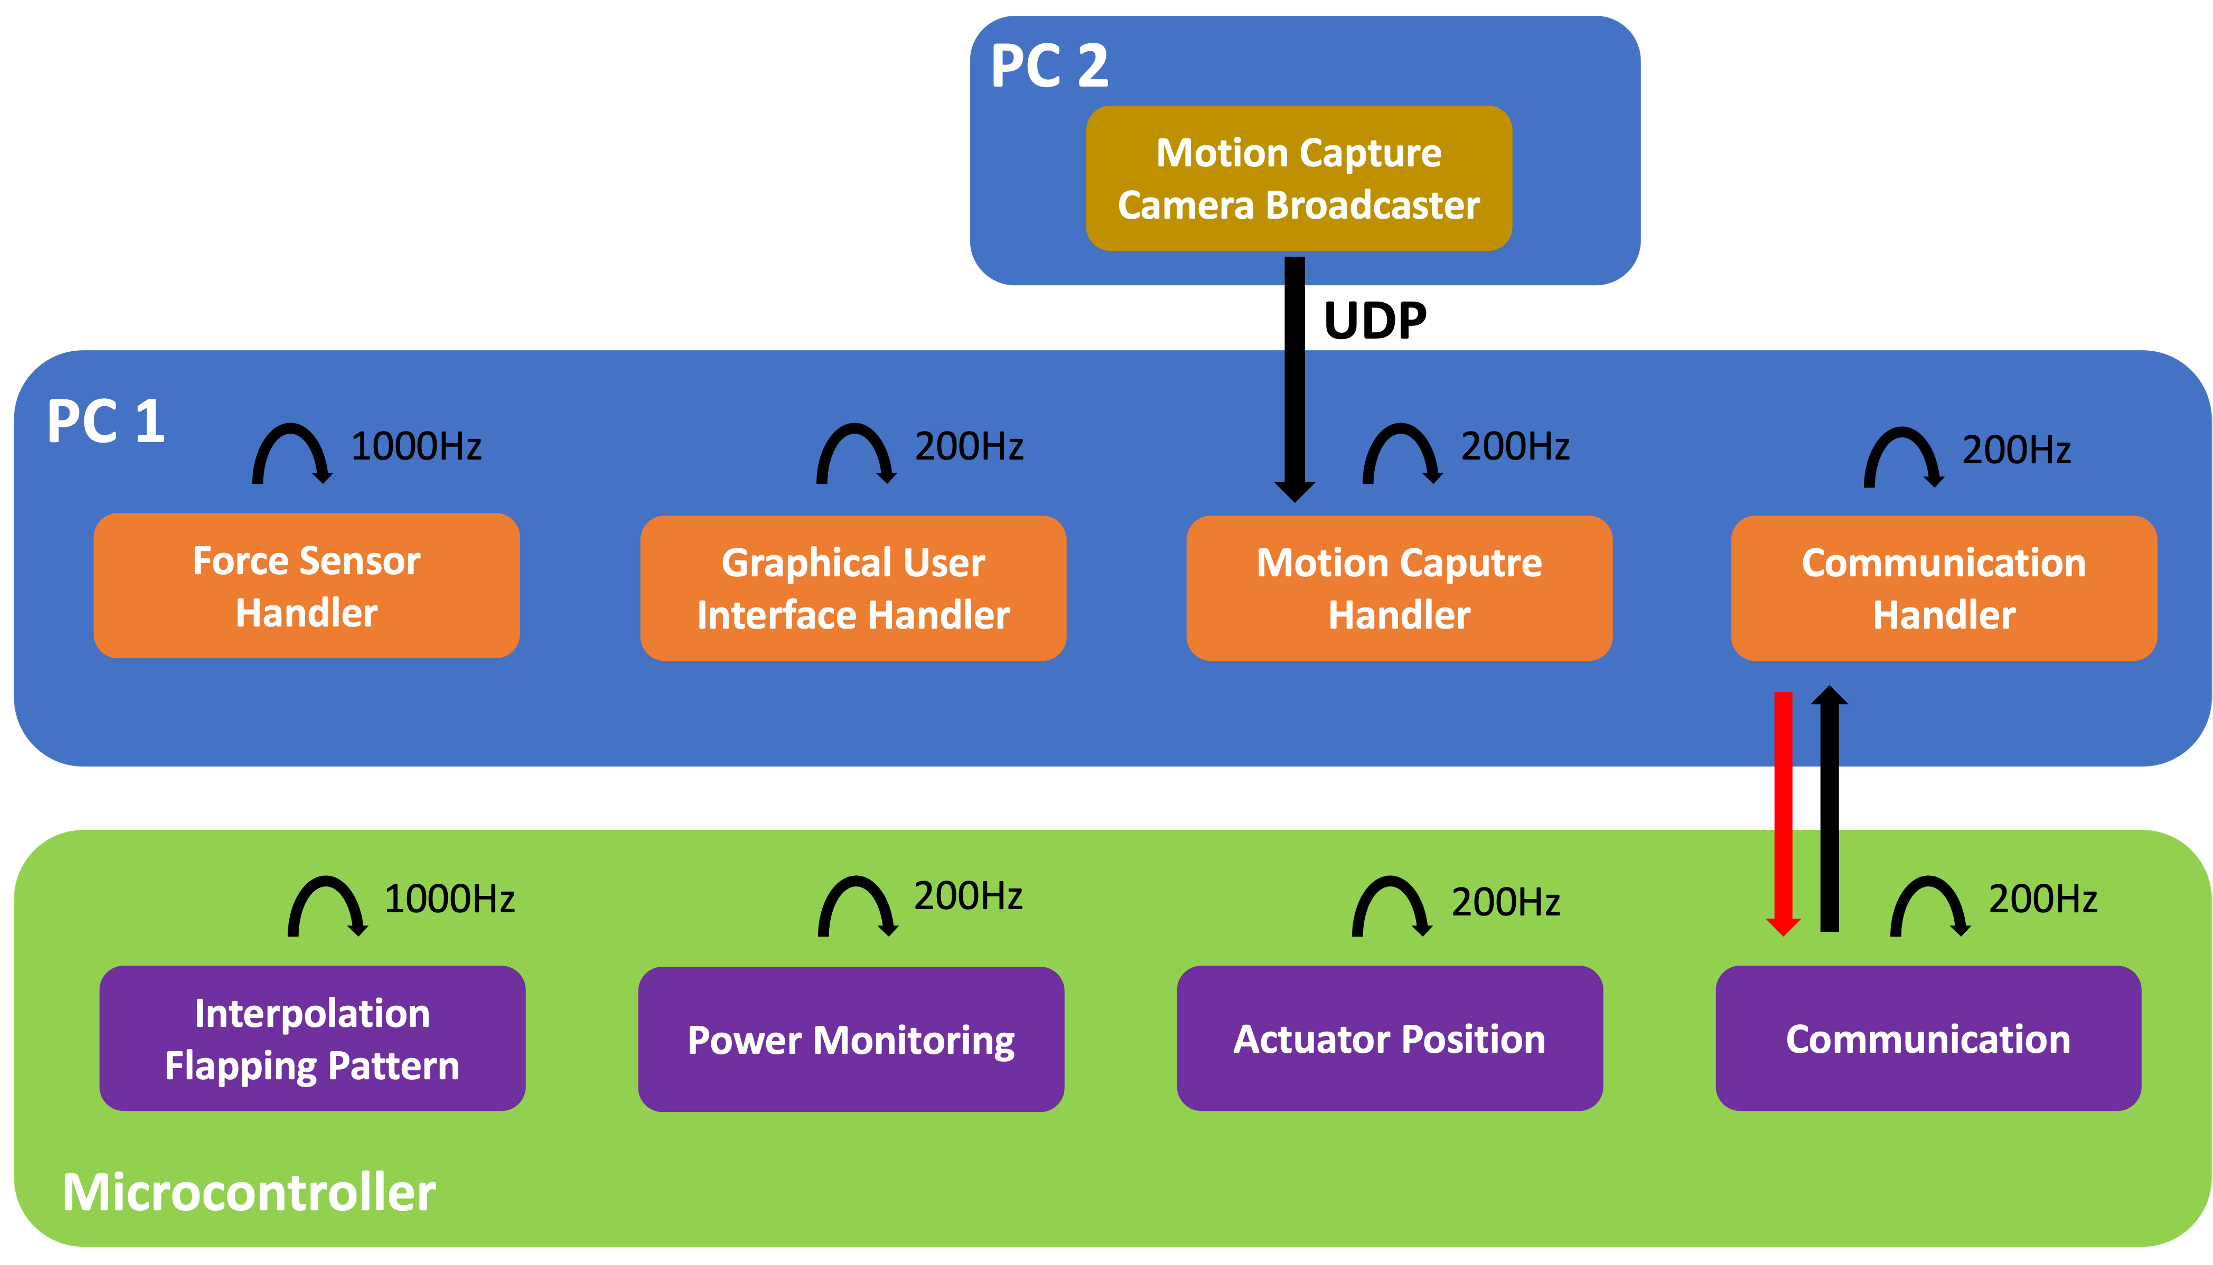 PC 2
Motion Capture
Camera Broadcaster
UDP
PC 1
1000Hz
200Hz
200Hz
200Hz
Force Sensor
Handler
Graphical User
Interface Handler
Motion Caputre
Handler
Communication
Handler
1000Hz
200Hz
200Hz
200Hz
Interpolation
Flapping Pattern
Power Monitoring
Actuator Position
Communication
Microcontroller